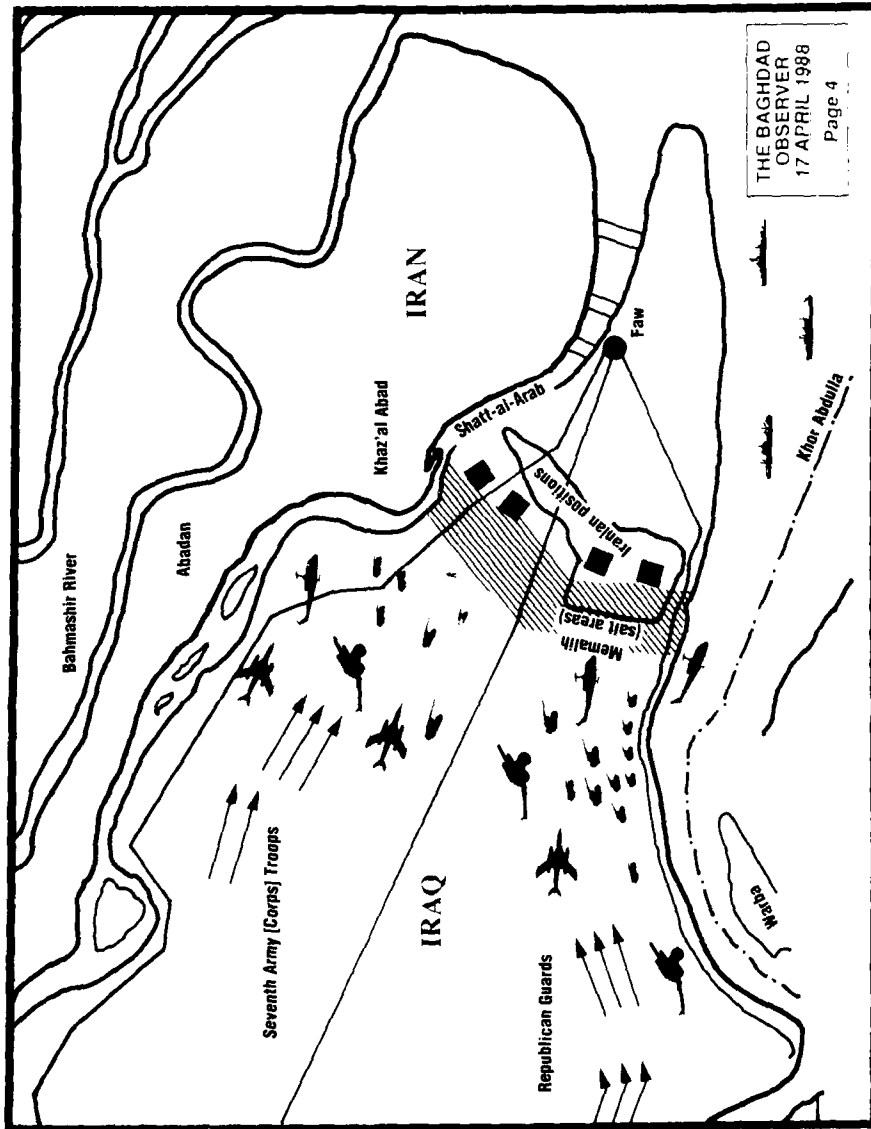 Bahmashir River
Abadan
Khaz'al Abad
IRAN
Shatt-al-Arab
Faw
Seventh Army [Corps] Troops
IRAQ
Iranian positions
Memalih
(salt areas)
Republican Guards
Warba
Khor Abdulla
THE BAGHDAD
OBSERVER
17 APRIL 1988
Page 4